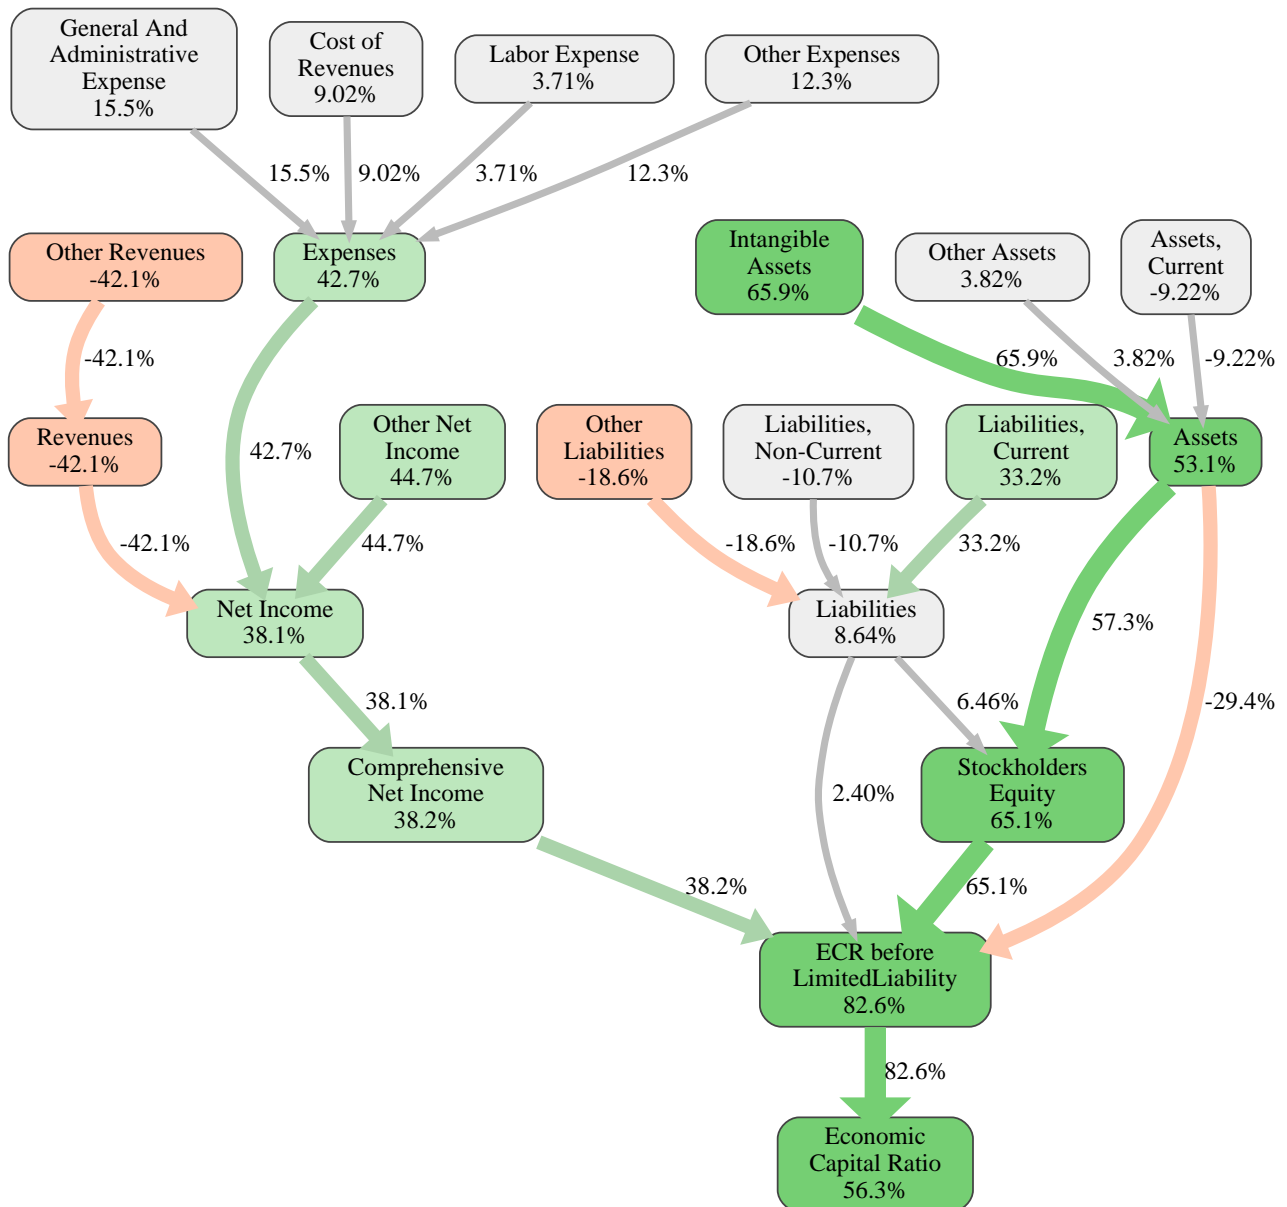 General And
Administrative
Expense
15.5%
Cost of
Revenues
9.02%
Labor Expense
3.71%
Other Expenses
12.3%
15.5%
9.02%
3.71%
12.3%
Other Revenues
-42.1%
Expenses
42.7%
Intangible
Assets
65.9%
Other Assets
3.82%
Assets,
Current
-9.22%
-42.1%
65.9%
3.82%
-9.22%
Revenues
-42.1%
42.7%
Other Net
Income
44.7%
Other
Liabilities
-18.6%
Liabilities,
Non-Current
-10.7%
Liabilities,
Current
33.2%
Assets
53.1%
-42.1%
44.7%
-18.6%
-10.7%
33.2%
Net Income
38.1%
Liabilities
8.64%
57.3%
38.1%
6.46%
-29.4%
Comprehensive
Net Income
38.2%
2.40%
Stockholders
Equity
65.1%
38.2%
65.1%
ECR before
LimitedLiability
82.6%
82.6%
Economic
Capital Ratio
56.3%